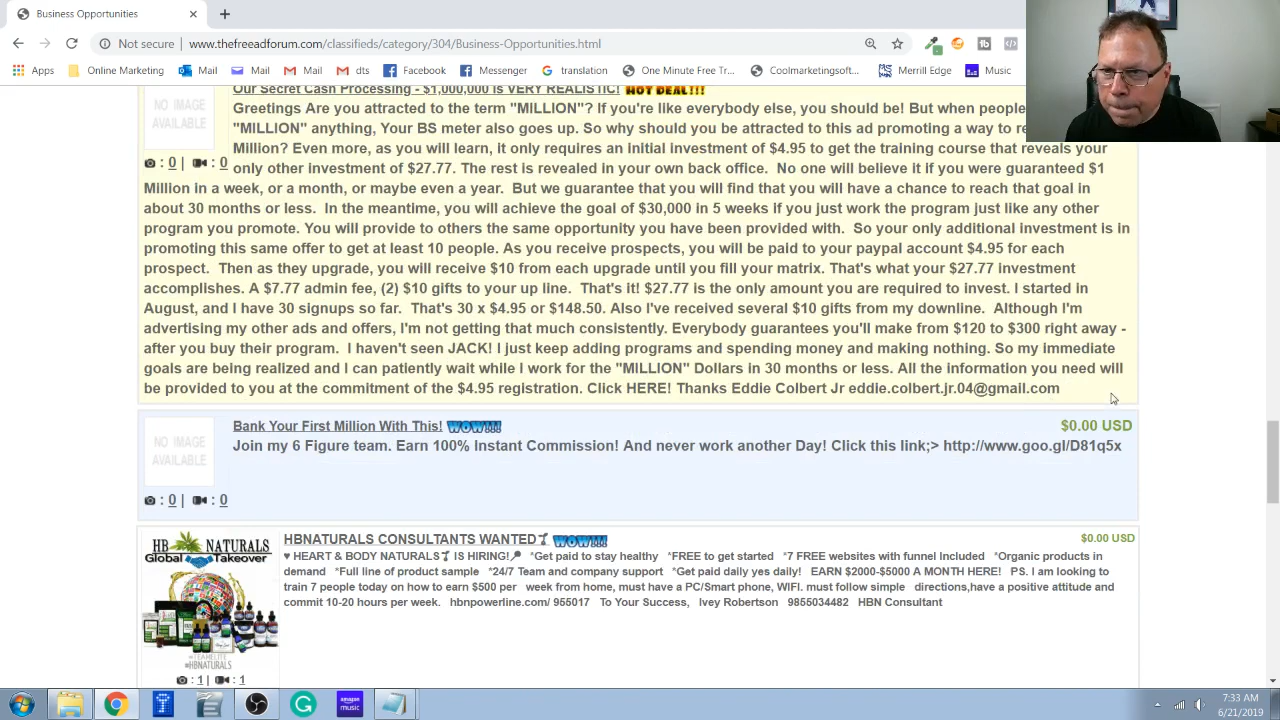 Business Opportunities
Not secure | www.thefreeadforum.com/classifieds/category/304/Business-Opportunities.html
Apps Online Marketing Mail Mail Mail dts Facebook Messenger translation One Minute Free Tr... Coolmarketingsoft... Merrill Edge Music
Our Secret Cash Processing - $1,000,000 is VERY REALISTIC! HOT DEAL!!!
NO IMAGE
AVAILABLE
: 0 | : 0
Greetings Are you attracted to the term "MILLION"? If you're like everybody else, you should be! But when people
"MILLION" anything, Your BS meter also goes up. So why should you be attracted to this ad promoting a way to
Million? Even more, as you will learn, it only requires an initial investment of $4.95 to get the training course that reveals your
only other investment of $27.77. The rest is revealed in your own back office. No one will believe it if you were guaranteed $1
Million in a week, or a month, or maybe even a year. But we guarantee that you will find that you will have a chance to reach that goal in
about 30 months or less. In the meantime, you will achieve the goal of $30,000 in 5 weeks if you just work the program just like any other
program you promote. You will provide to others the same opportunity you have been provided with. So your only additional investment is in
promoting this same offer to get at least 10 people. As you receive prospects, you will be paid to your paypal account $4.95 for each
prospect. Then as they upgrade, you will receive $10 from each upgrade until you fill your matrix. That's what your $27.77 investment
accomplishes. A $7.77 admin fee, (2) $10 gifts to your up line. That's it! $27.77 is the only amount you are required to invest. I started in
August, and I have 30 signups so far. That's 30 x $4.95 or $148.50. Also I've received several $10 gifts from my downline. Although I'm
advertising my other ads and offers, I'm not getting that much consistently. Everybody guarantees you'll make from $120 to $300 right away -
after you buy their program. I haven't seen JACK! I just keep adding programs and spending money and making nothing. So my immediate
goals are being realized and I can patiently wait while I work for the "MILLION" Dollars in 30 months or less. All the information you need will
be provided to you at the commitment of the $4.95 registration. Click HERE! Thanks Eddie Colbert Jr eddie.colbert.jr.04@gmail.com
NO IMAGE
AVAILABLE
: 0 | : 0
Bank Your First Million With This! WOW!!! $0.00 USD
Join my 6 Figure team. Earn 100% Instant Commission! And never work another Day! Click this link;> http://www.goo.gl/D81q5x
HB NATURALS
Global Takeover
#HBNATURALS
: 1 | : 1
HBNATURALS CONSULTANTS WANTED WOW!!! $0.00 USD
♥ HEART & BODY NATURALS IS HIRING! *Get paid to stay healthy *FREE to get started *7 FREE websites with funnel Included *Organic products in
demand *Full line of product sample *24/7 Team and company support *Get paid daily yes daily! EARN $2000-$5000 A MONTH HERE! PS. I am looking to
train 7 people today on how to earn $500 per week from home, must have a PC/Smart phone, WIFI. must follow simple directions,have a positive attitude and
commit 10-20 hours per week. hbnpowerline.com/ 955017 To Your Success, Ivey Robertson 9855034482 HBN Consultant
amazon music
7:33 AM
6/21/2019